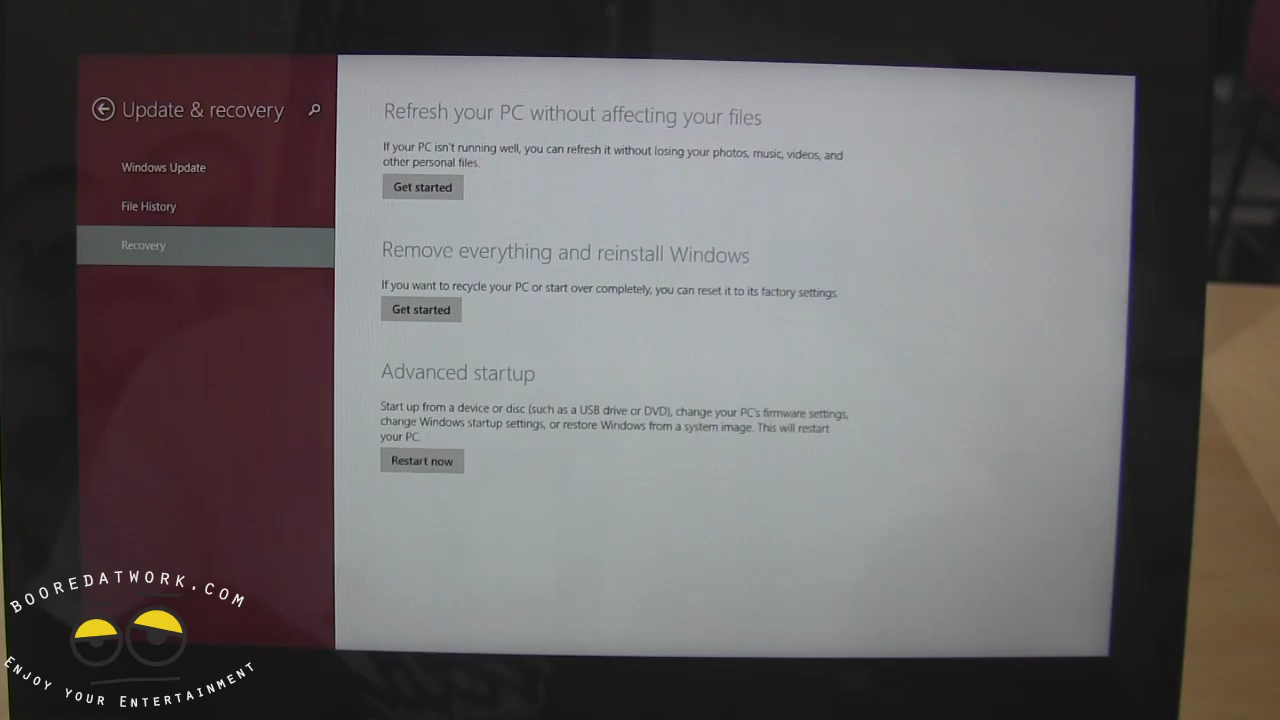 Update & recovery
Windows Update
File History
Recovery
Refresh your PC without affecting your files
If your PC isn't running well, you can refresh it without losing your photos, music, videos, and
other personal files.
Get started
Remove everything and reinstall Windows
If you want to recycle your PC or start over completely, you can reset it to its factory settings.
Get started
Advanced startup
Start up from a device or disc (such as a USB drive or DVD), change your PC's firmware settings,
change Windows startup settings, or restore Windows from a system image. This will restart
your PC.
Restart now
BOOREDATWORK.COM
ENJOY YOUR ENTERTAINMENT